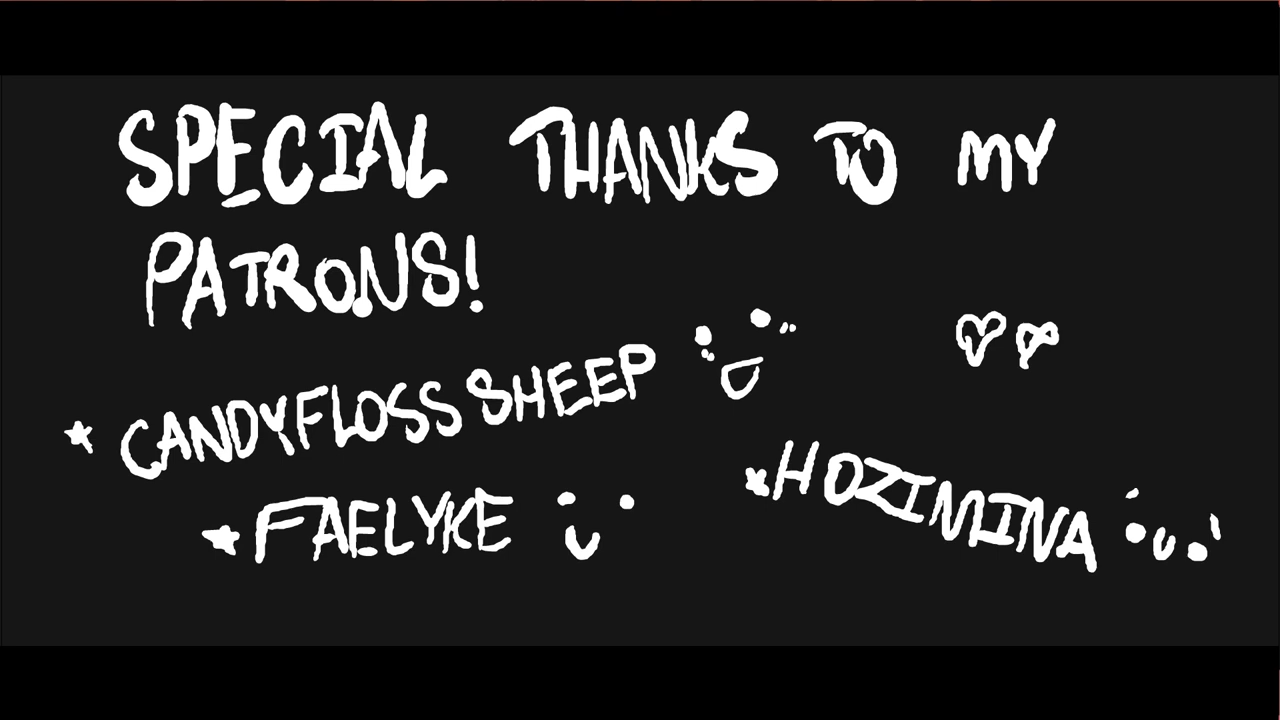 SPECIAL THANKS TO MY
PATRONS!
CANDYFLOSS SHEEP
FAELYKE
HOZIMINA